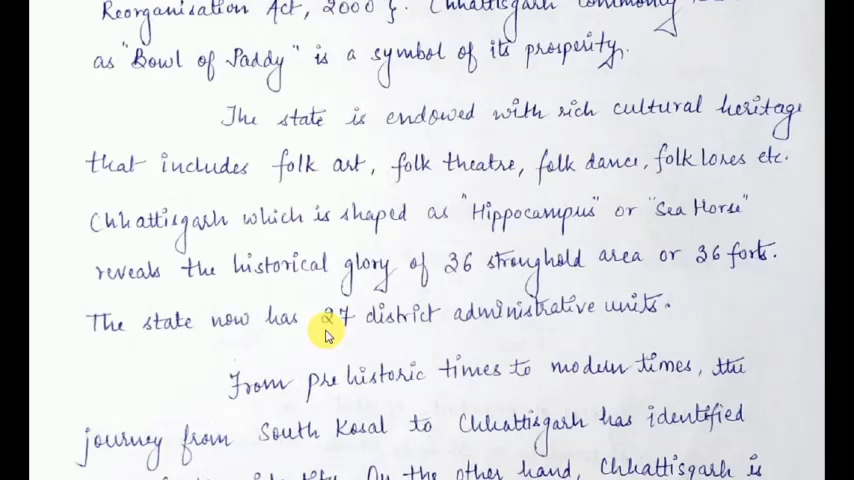 Reorganisation Act, 2000}. Chhattisgarh commonly
as "Bowl of Paddy" is a symbol of its prosperity.
The state is endowed with rich cultural heritage
that includes folk art, folk theatre, folk dance, folk lores etc.
Chhattisgarh which is shaped as "Hippocampus" or "Sea Horse"
reveals the historical glory of 36 stronghold area or 36 forts.
The state now has 27 district administrative units.
From prehistoric times to modern times, the
journey from South Kosal to Chhattisgarh has identified
On the other hand, Chhattisgarh is